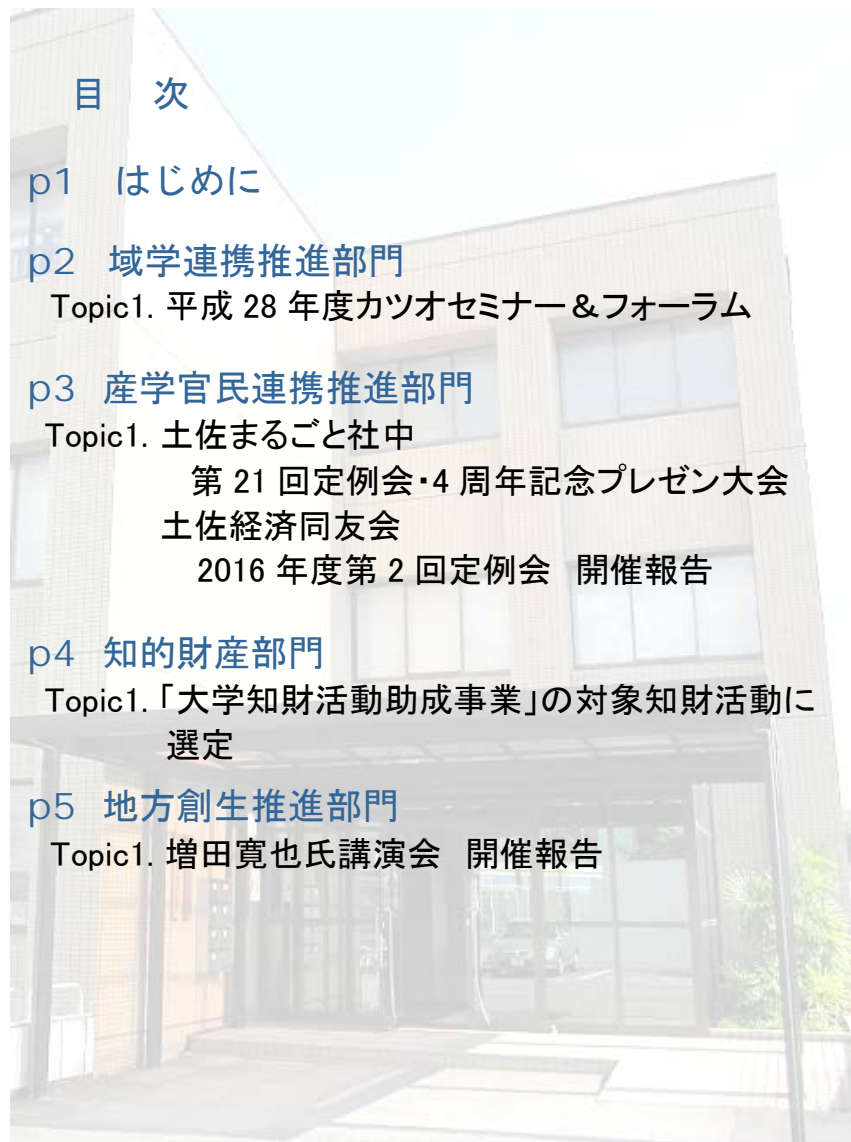 目　次
p1　はじめに
p2　域学連携推進部門
Topic1. 平成 28 年度カツオセミナー＆フォーラム
p3　産学官民連携推進部門
Topic1. 土佐まるごと社中
第 21 回定例会・4 周年記念プレゼン大会
土佐経済同友会
2016 年度第 2 回定例会　開催報告
p4　知的財産部門
Topic1.「大学知財活動助成事業」の対象知財活動に
選定
p5　地方創生推進部門
Topic1. 増田寛也氏講演会　開催報告